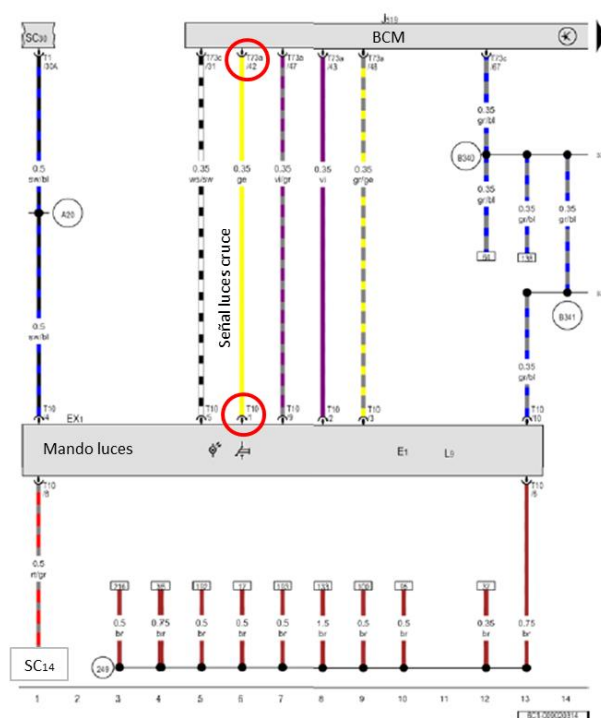 SC30
J519
BCM
T1
/30A
T73c
/31
T73a
/42
T73a
/47
T73a
/43
T73a
/48
T73c
/67
0.35
gr/bl
B340
0.5
sw/bl
0.35
ws/sw
0.35
ge
0.35
vi/gr
0.35
vi
0.35
gr/ge
0.35
gr/bl
0.35
gr/bl
0.35
gr/bl
A20
Señal luces cruce
B341
0.5
sw/bl
0.35
gr/bl
EX1
T10
/4
T10
/5
T10
/1
T10
/9
T10
/2
T10
/3
T10
/10
Mando luces
E1
L9
T10
/8
T10
/6
0.5
rt/gr
0.5
br
0.75
br
0.5
br
0.5
br
0.5
br
1.5
br
0.5
br
0.5
br
0.35
br
0.75
br
SC14
249
1 2 3 4 5 6 7 8 9 10 11 12 13 14